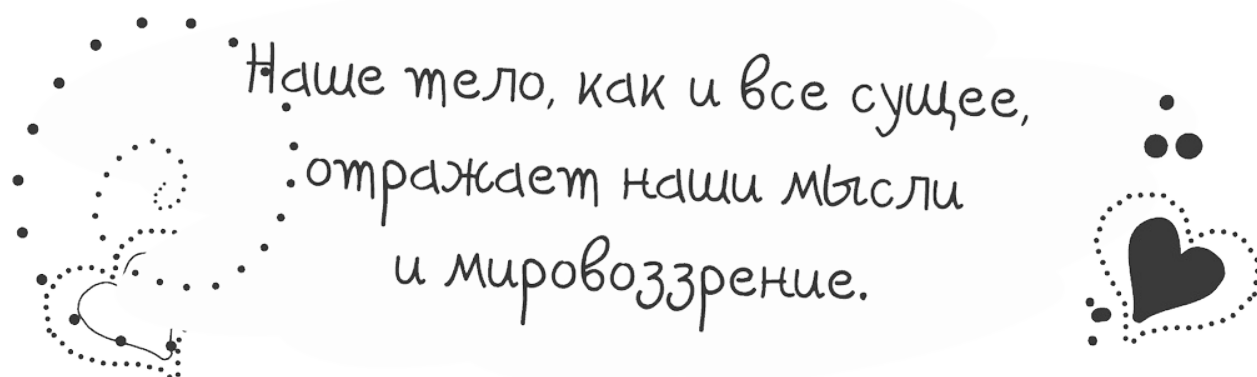 Наше тело, как и все сущее,
отражает наши мысли
и мировоззрение.